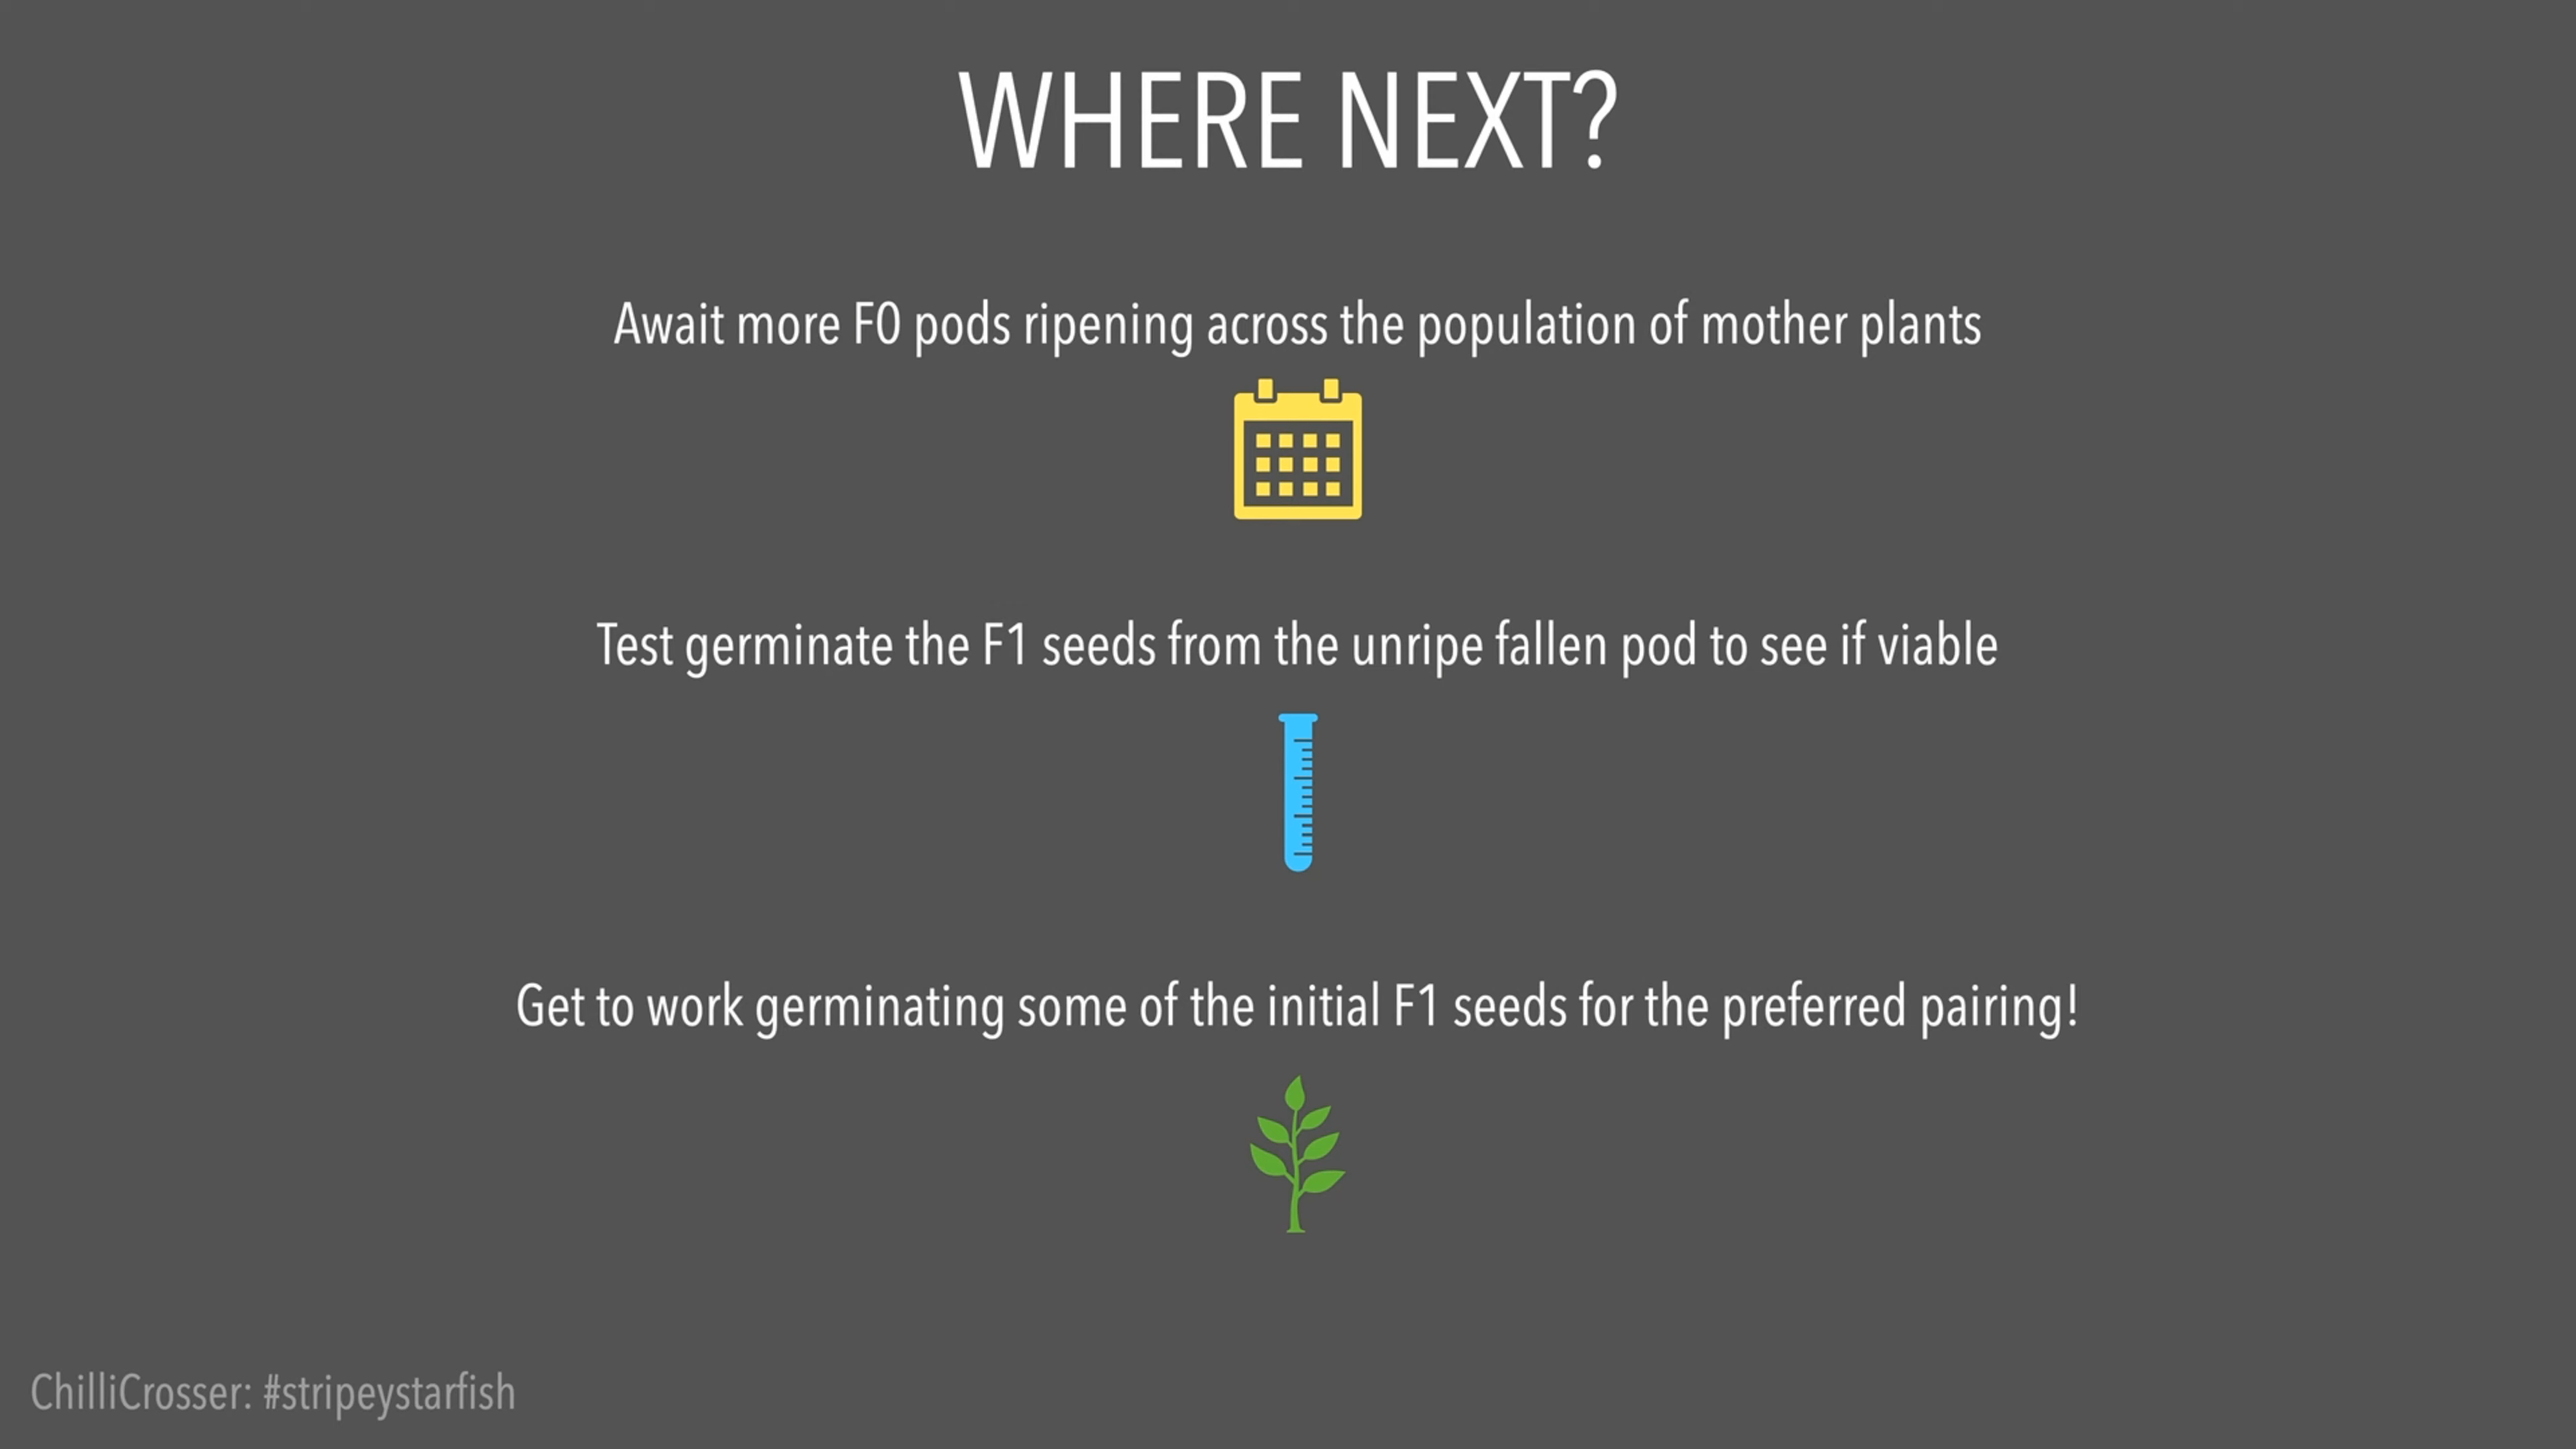 WHERE NEXT?
Await more F0 pods ripening across the population of mother plants
Test germinate the F1 seeds from the unripe fallen pod to see if viable
Get to work germinating some of the initial F1 seeds for the preferred pairing!
ChilliCrosser: #stripeystarfish